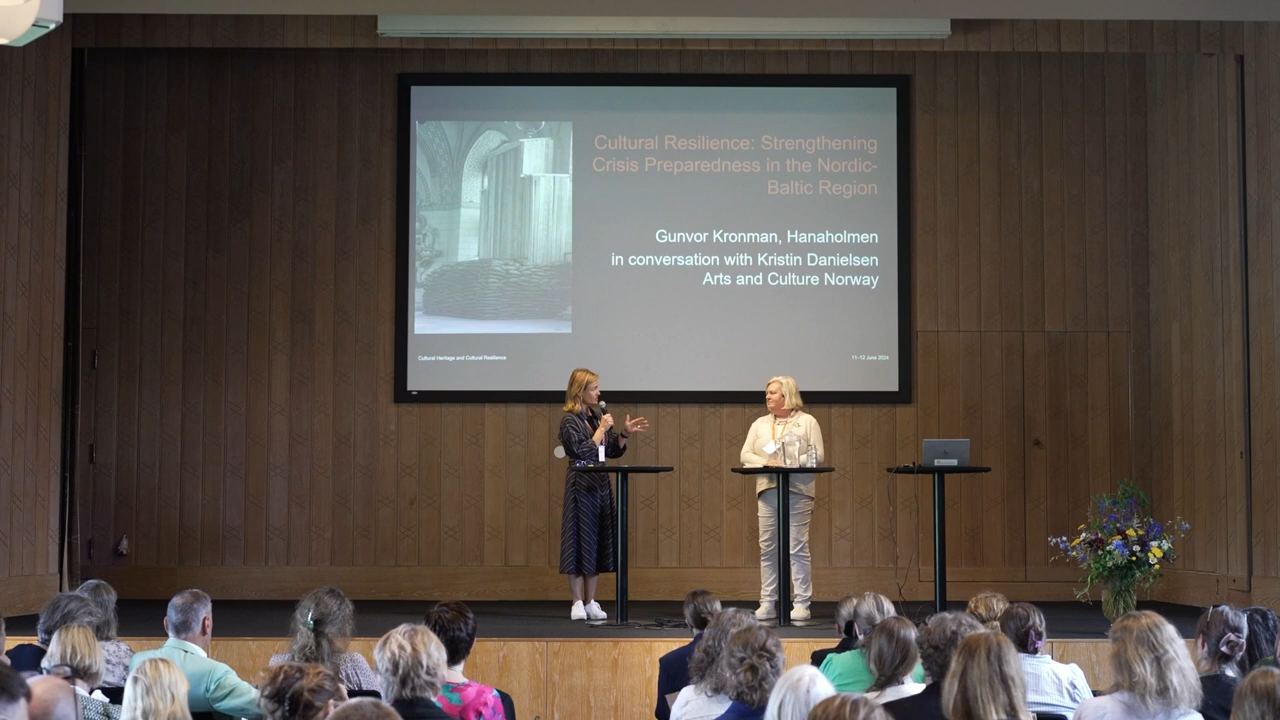 Cultural Resilience: Strengthening
Crisis Preparedness in the Nordic-
Baltic Region
Gunvor Kronman, Hanaholmen
in conversation with Kristin Danielsen
Arts and Culture Norway
Cultural Heritage and Cultural Resilience
11–12 June 2024